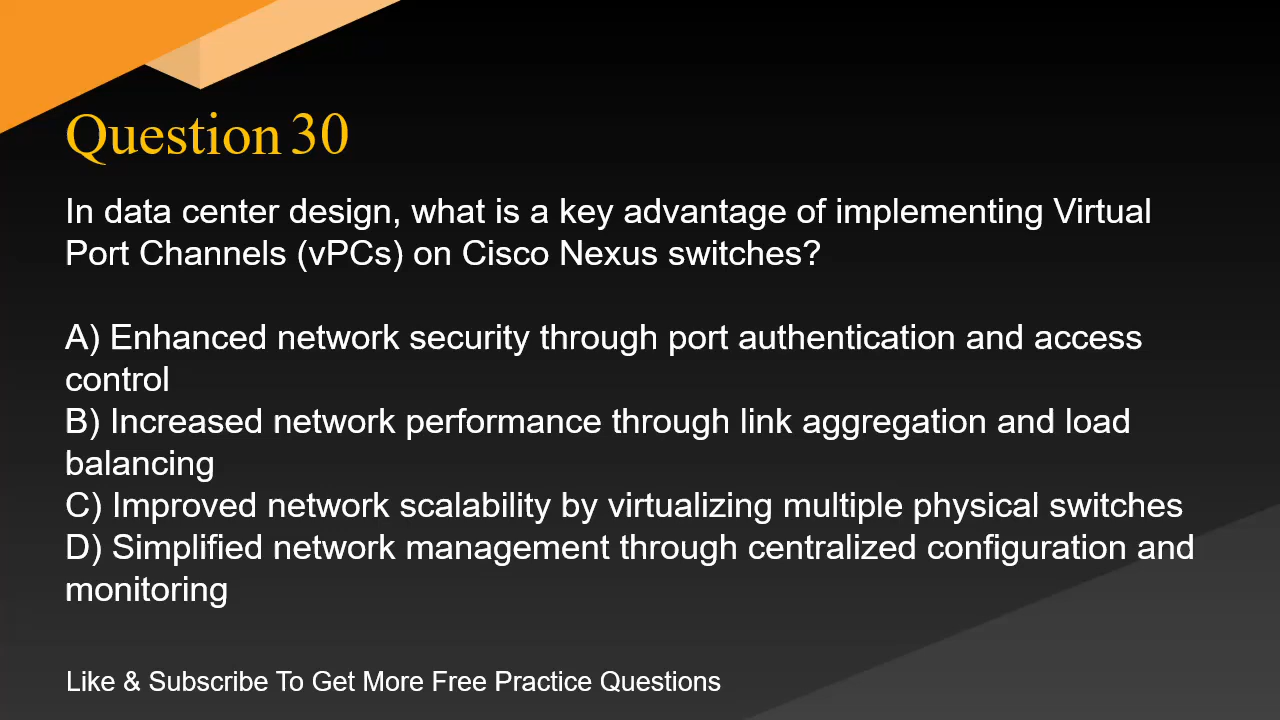 Question 30
In data center design, what is a key advantage of implementing Virtual
Port Channels (vPCs) on Cisco Nexus switches?
A) Enhanced network security through port authentication and access
control
B) Increased network performance through link aggregation and load
balancing
C) Improved network scalability by virtualizing multiple physical switches
D) Simplified network management through centralized configuration and
monitoring
Like & Subscribe To Get More Free Practice Questions